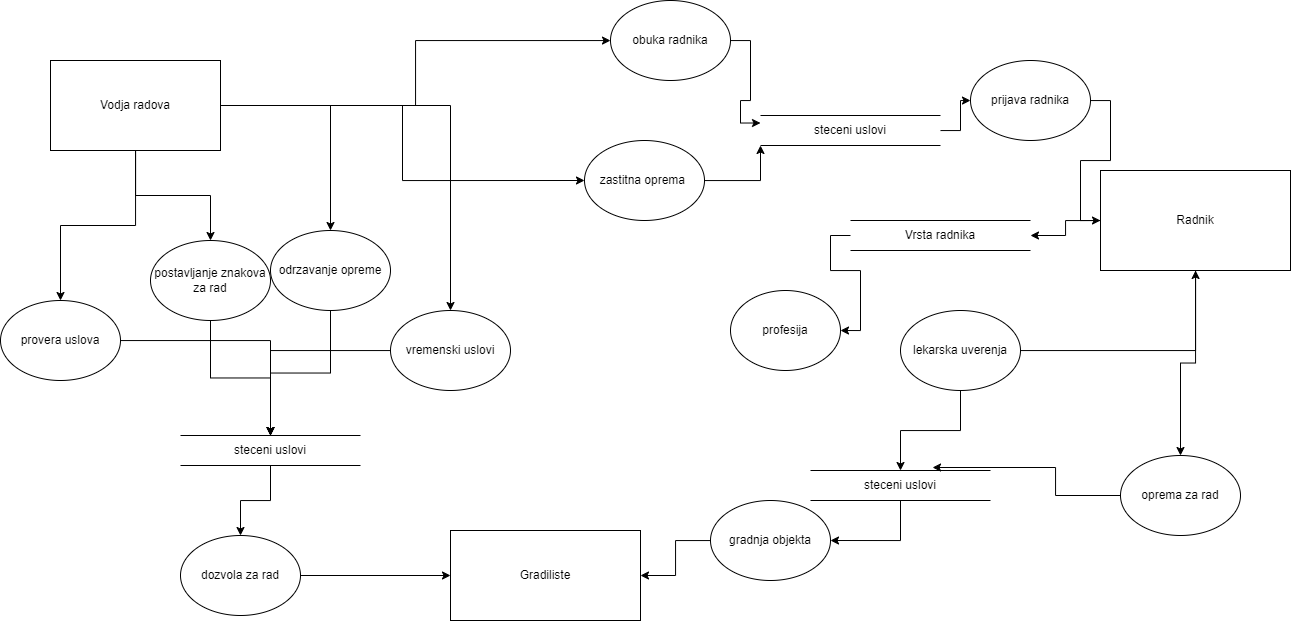 obuka radnika
Vodja radova
prijava radnika
steceni uslovi
zastitna oprema
Radnik
Vrsta radnika
postavljanje znakova
za rad
odrzavanje opreme
profesija
provera uslova
vremenski uslovi
lekarska uverenja
steceni uslovi
steceni uslovi
oprema za rad
gradnja objekta
dozvola za rad
Gradiliste